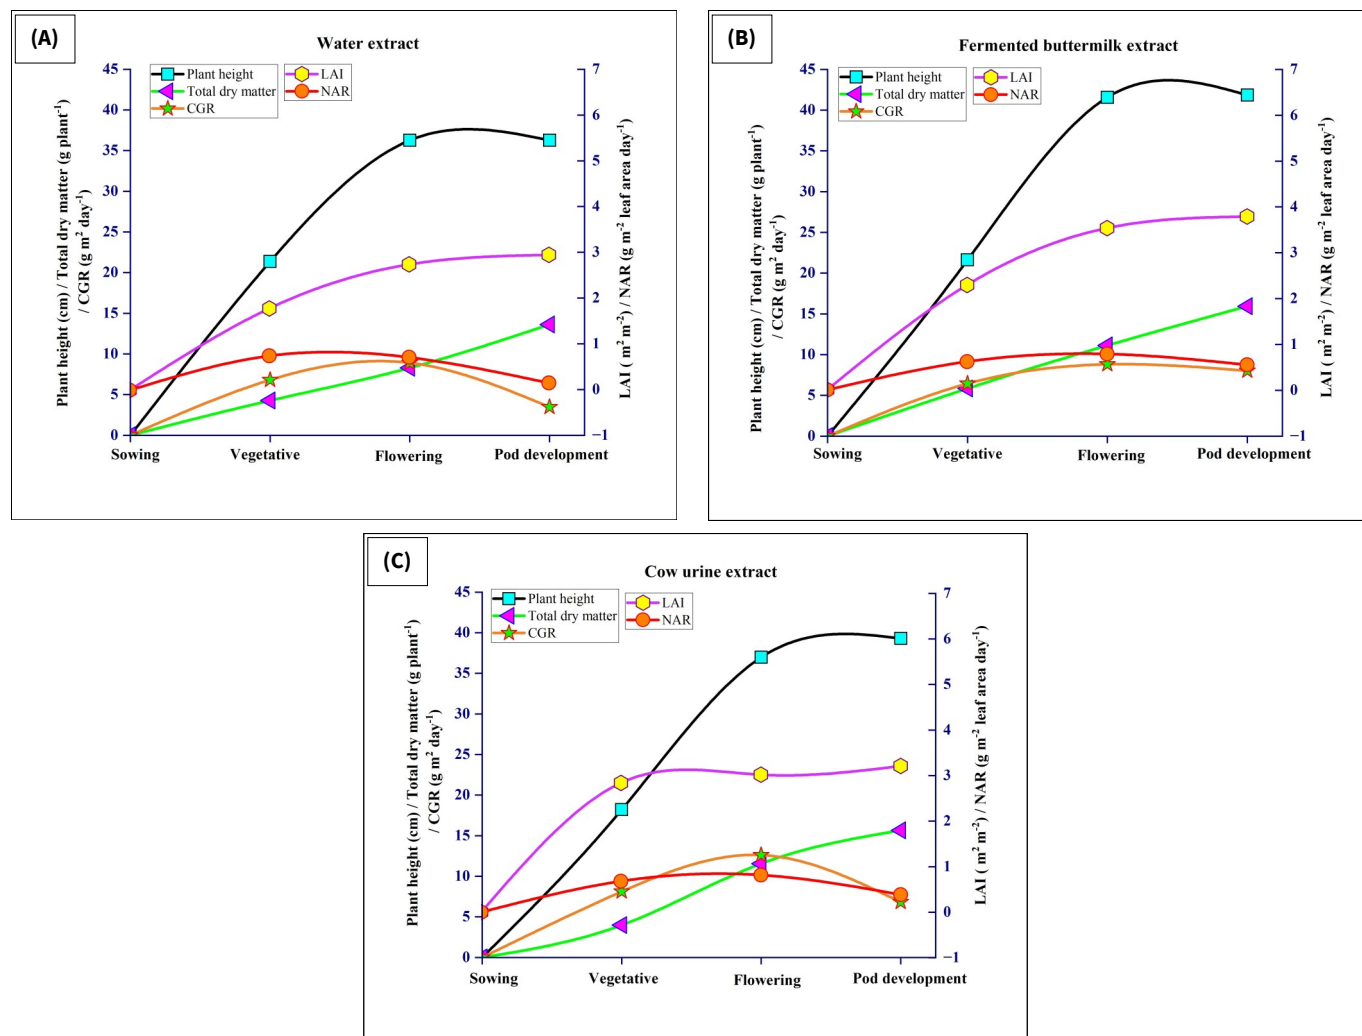 (A)
Water extract
Plant height
Total dry matter
CGR
LAI
NAR
45
40
35
30
25
20
15
10
5
0
Plant height (cm) / Total dry matter (g plant⁻¹)
/ CGR (g m² day⁻¹)
7
6
5
4
3
2
1
0
−1
LAI ( m² m⁻²) / NAR (g m⁻² leaf area day⁻¹)
Sowing
Vegetative
Flowering
Pod development
(B)
Fermented buttermilk extract
Plant height
Total dry matter
CGR
LAI
NAR
45
40
35
30
25
20
15
10
5
0
Plant height (cm) / Total dry matter (g plant⁻¹)
/ CGR (g m² day⁻¹)
7
6
5
4
3
2
1
0
−1
LAI ( m² m⁻²) / NAR (g m⁻² leaf area day⁻¹)
Sowing
Vegetative
Flowering
Pod development
(C)
Cow urine extract
Plant height
Total dry matter
CGR
LAI
NAR
45
40
35
30
25
20
15
10
5
0
Plant height (cm) / Total dry matter (g plant⁻¹)
/ CGR (g m² day⁻¹)
7
6
5
4
3
2
1
0
−1
LAI ( m² m⁻²) / NAR (g m⁻² leaf area day⁻¹)
Sowing
Vegetative
Flowering
Pod development